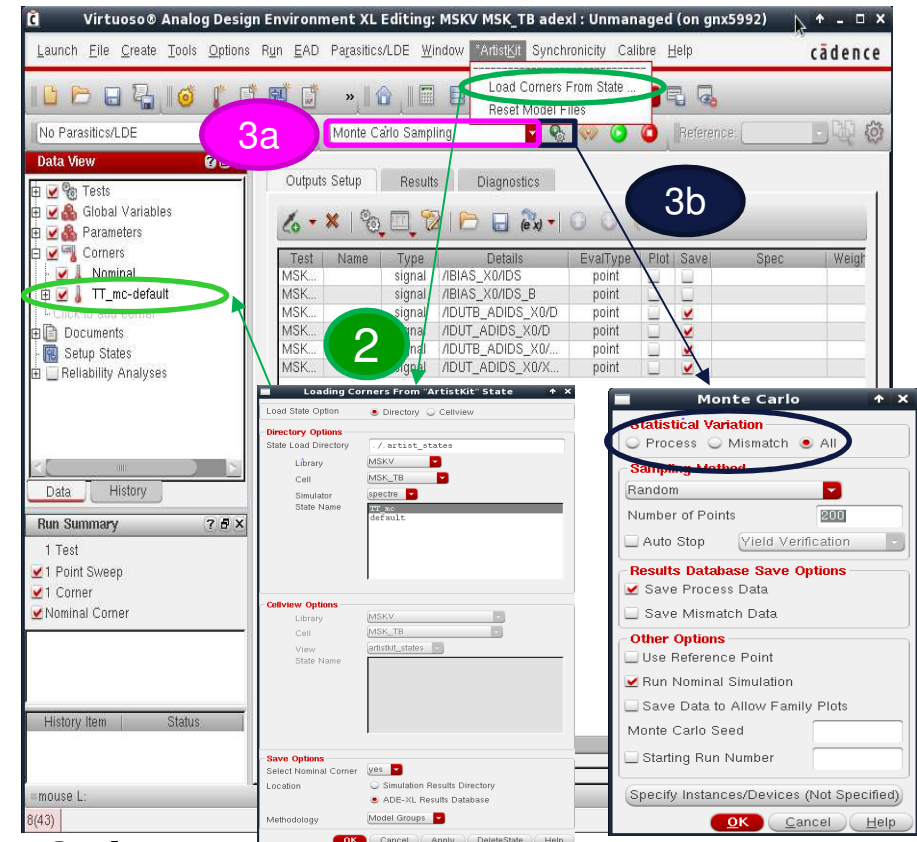 Virtuoso® Analog Design Environment XL Editing: MSKV MSK_TB adexl : Unmanaged (on gnx5992)
Launch File Create Tools Options Run EAD Parasitics/LDE Window *ArtistKit Synchronicity Calibre Help
cādence
Load Corners From State ...
Reset Model Files
»
No Parasitics/LDE
3a
Monte Carlo Sampling
Reference:
Data View
Tests
Global Variables
Parameters
Corners
Nominal
TT_mc-default
Click to add corner
Documents
Setup States
Reliability Analyses
Data History
Run Summary
1 Test
1 Point Sweep
1 Corner
Nominal Corner
History Item Status
mouse L:
8(43)
Outputs Setup Results Diagnostics
3b
Test Name Type Details EvalType Plot Save Spec Weigh
MSK... signal /IBIAS_X0/IDS point
MSK... signal /IBIAS_X0/IDS_B point
MSK... signal /IDUTB_ADIDS_X0/D point
MSK... signal /IDUT_ADIDS_X0/D point
MSK... signal /IDUTB_ADIDS_X0/... point
MSK... signal /IDUT_ADIDS_X0/X... point
2
Loading Corners From "ArtistKit" State
Load State Option Directory Cellview
Directory Options
State Load Directory ./.artist_states
Library MSKV
Cell MSK_TB
Simulator spectre
State Name TT_mc
default
Cellview Options
Library MSKV
Cell MSK_TB
View artistkit_states
State Name
Save Options
Select Nominal Corner yes
Location Simulation Results Directory
ADE-XL Results Database
Methodology Model Groups
OK Cancel Apply DeleteState Help
Monte Carlo
Statistical Variation
Process Mismatch All
Sampling Method
Random
Number of Points 200
Auto Stop Yield Verification
Results Database Save Options
Save Process Data
Save Mismatch Data
Other Options
Use Reference Point
Run Nominal Simulation
Save Data to Allow Family Plots
Monte Carlo Seed
Starting Run Number
Specify Instances/Devices (Not Specified)
OK Cancel Help